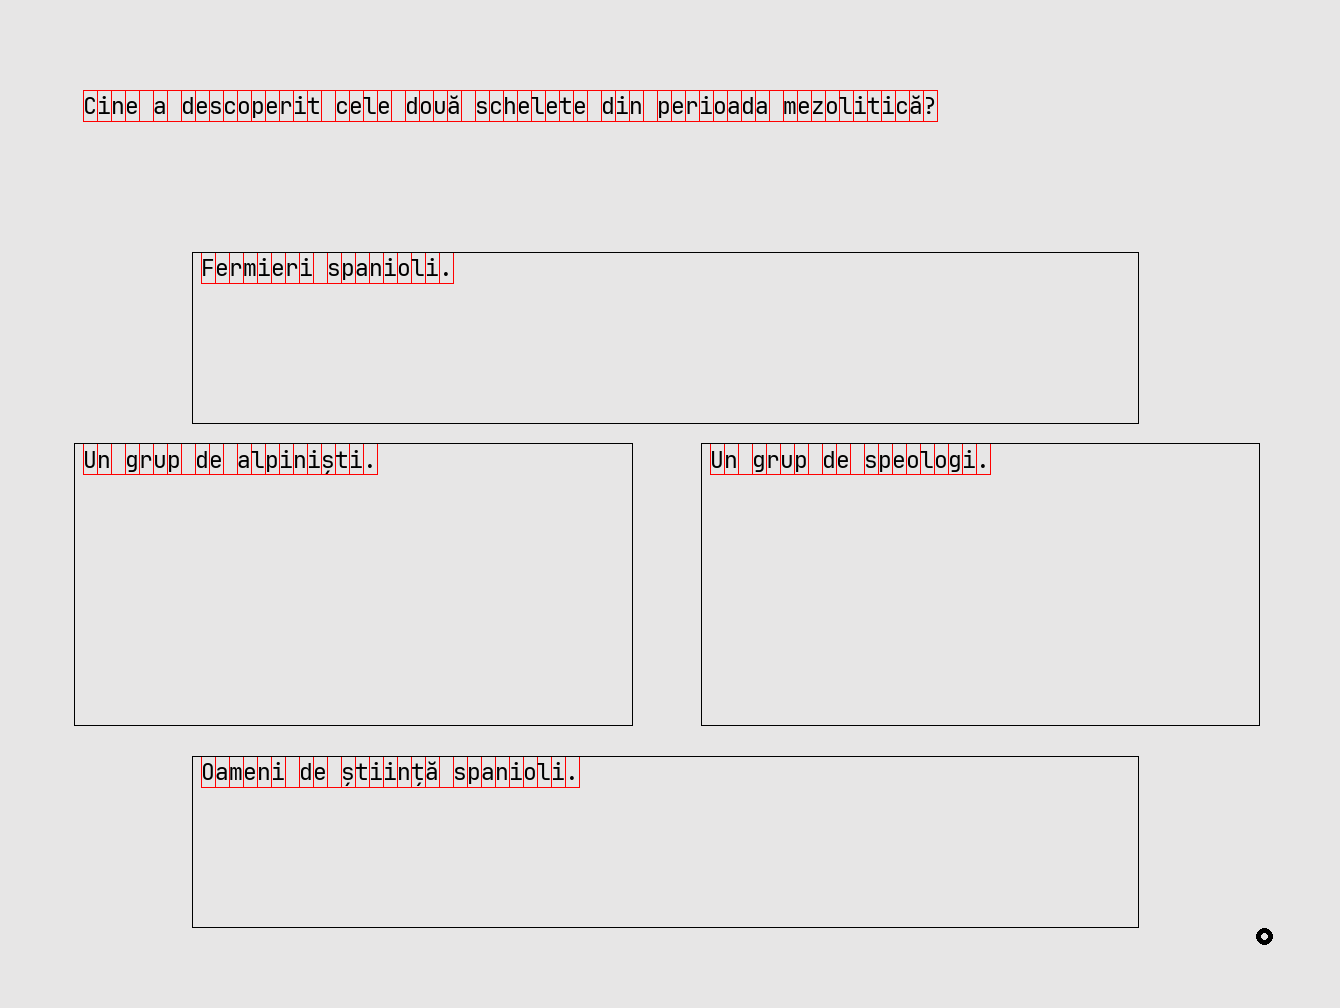 Cine a descoperit cele două schelete din perioada mezolitică?
Fermieri spanioli.
Un grup de alpiniști.
Un grup de speologi.
Oameni de știință spanioli.